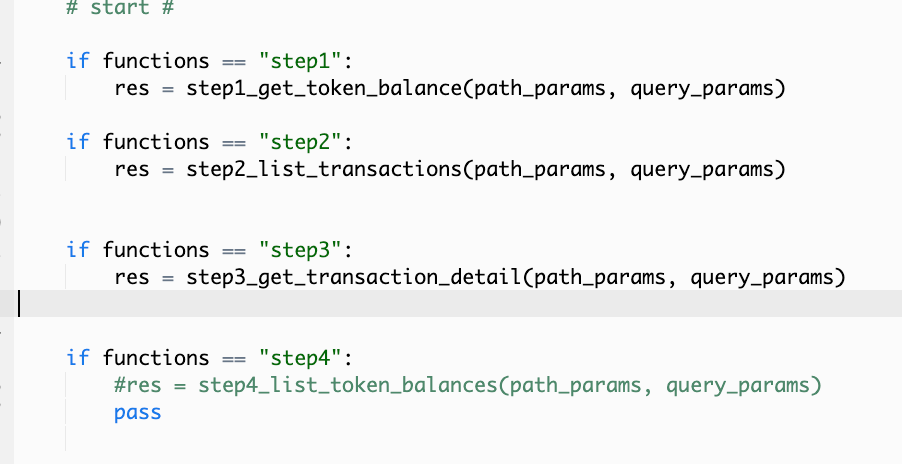 # start #
if functions == "step1":
res = step1_get_token_balance(path_params, query_params)
if functions == "step2":
res = step2_list_transactions(path_params, query_params)
if functions == "step3":
res = step3_get_transaction_detail(path_params, query_params)
if functions == "step4":
#res = step4_list_token_balances(path_params, query_params)
pass